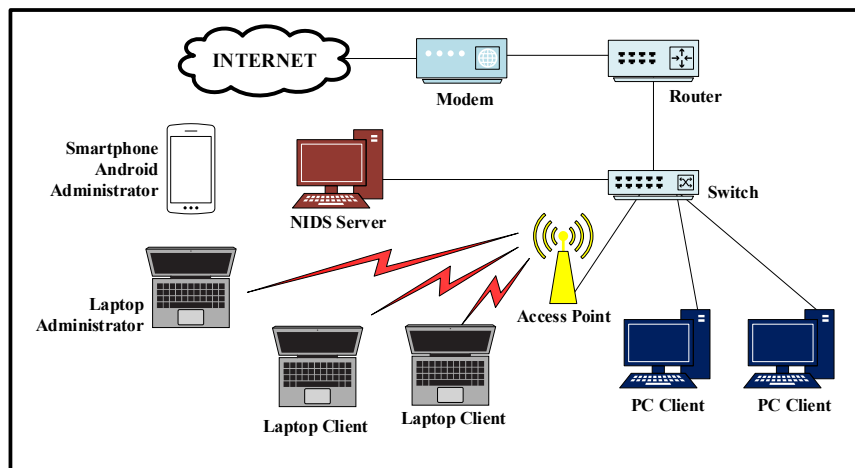 INTERNET
Modem
Router
Smartphone
Android
Administrator
NIDS Server
Switch
Laptop
Administrator
Access Point
Laptop Client
Laptop Client
PC Client
PC Client